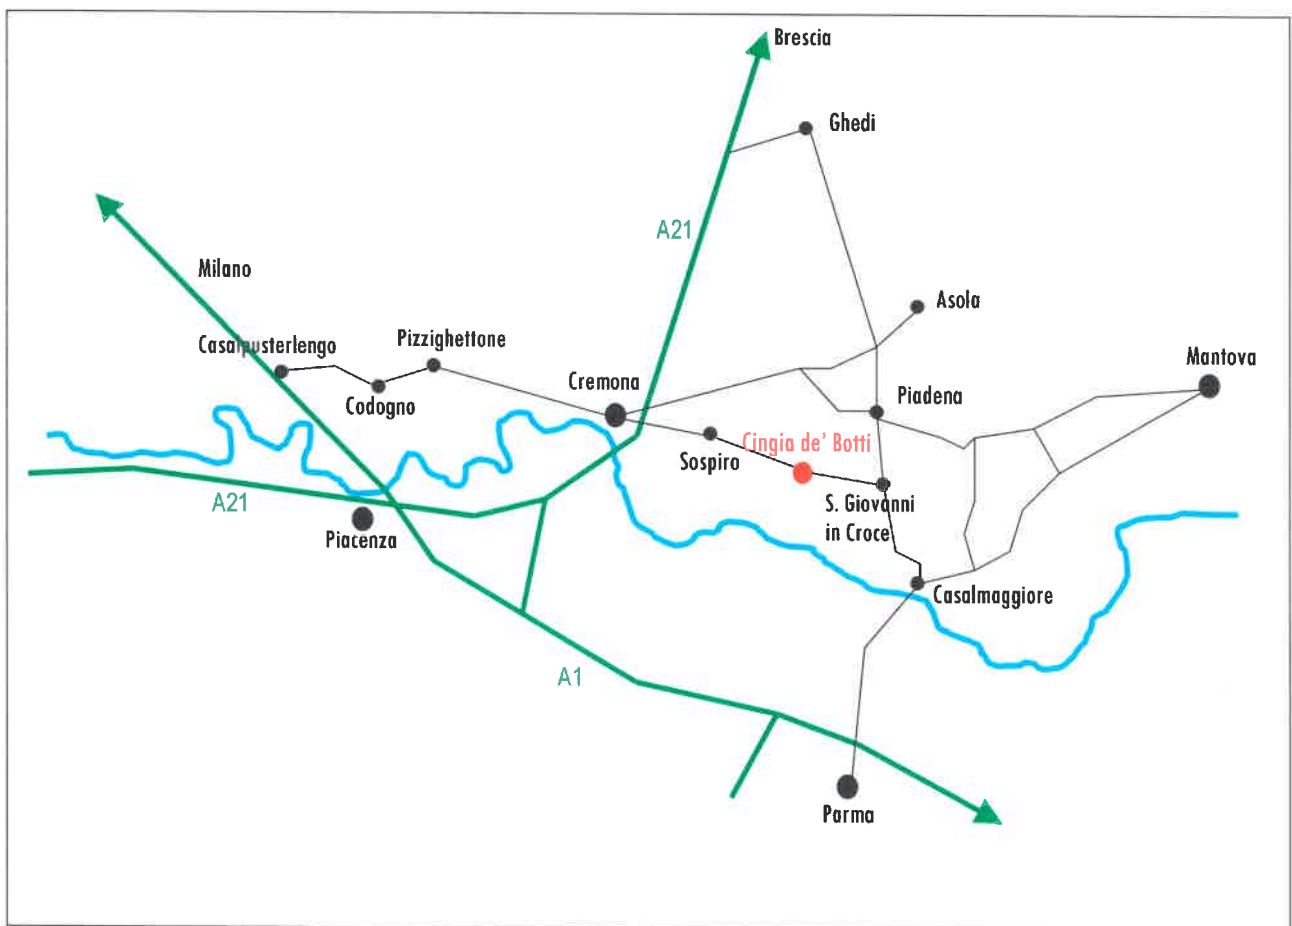 Brescia
Ghedi
A21
Milano
Asola
Casalpusterlengo
Pizzighettone
Mantova
Cremona
Codogno
Piadena
Cingia de' Botti
Sospiro
A21
S. Giovanni
in Croce
Piacenza
Casalmaggiore
A1
Parma